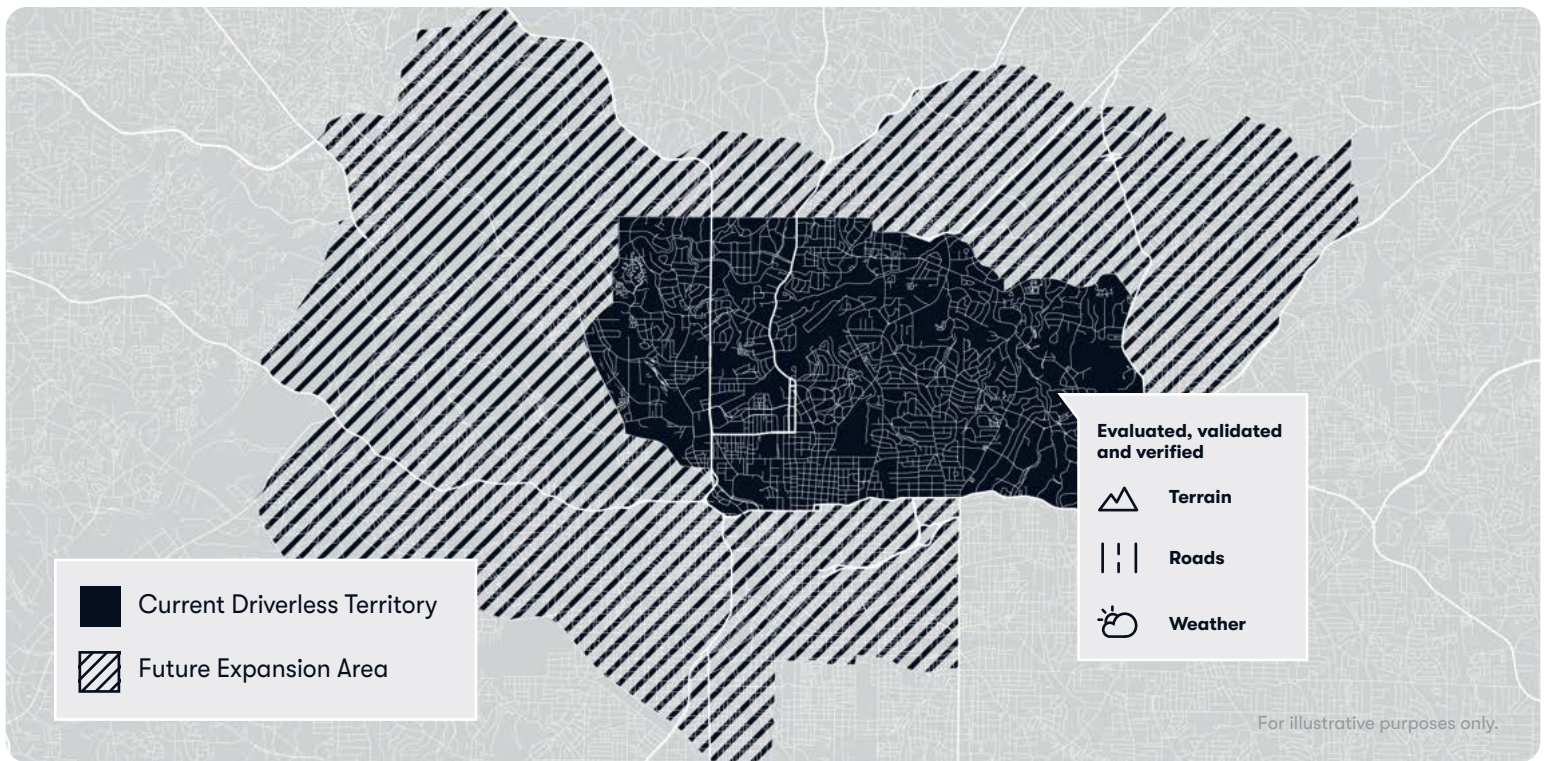 Evaluated, validated
and verified
Terrain
Roads
Weather
Current Driverless Territory
Future Expansion Area
For illustrative purposes only.